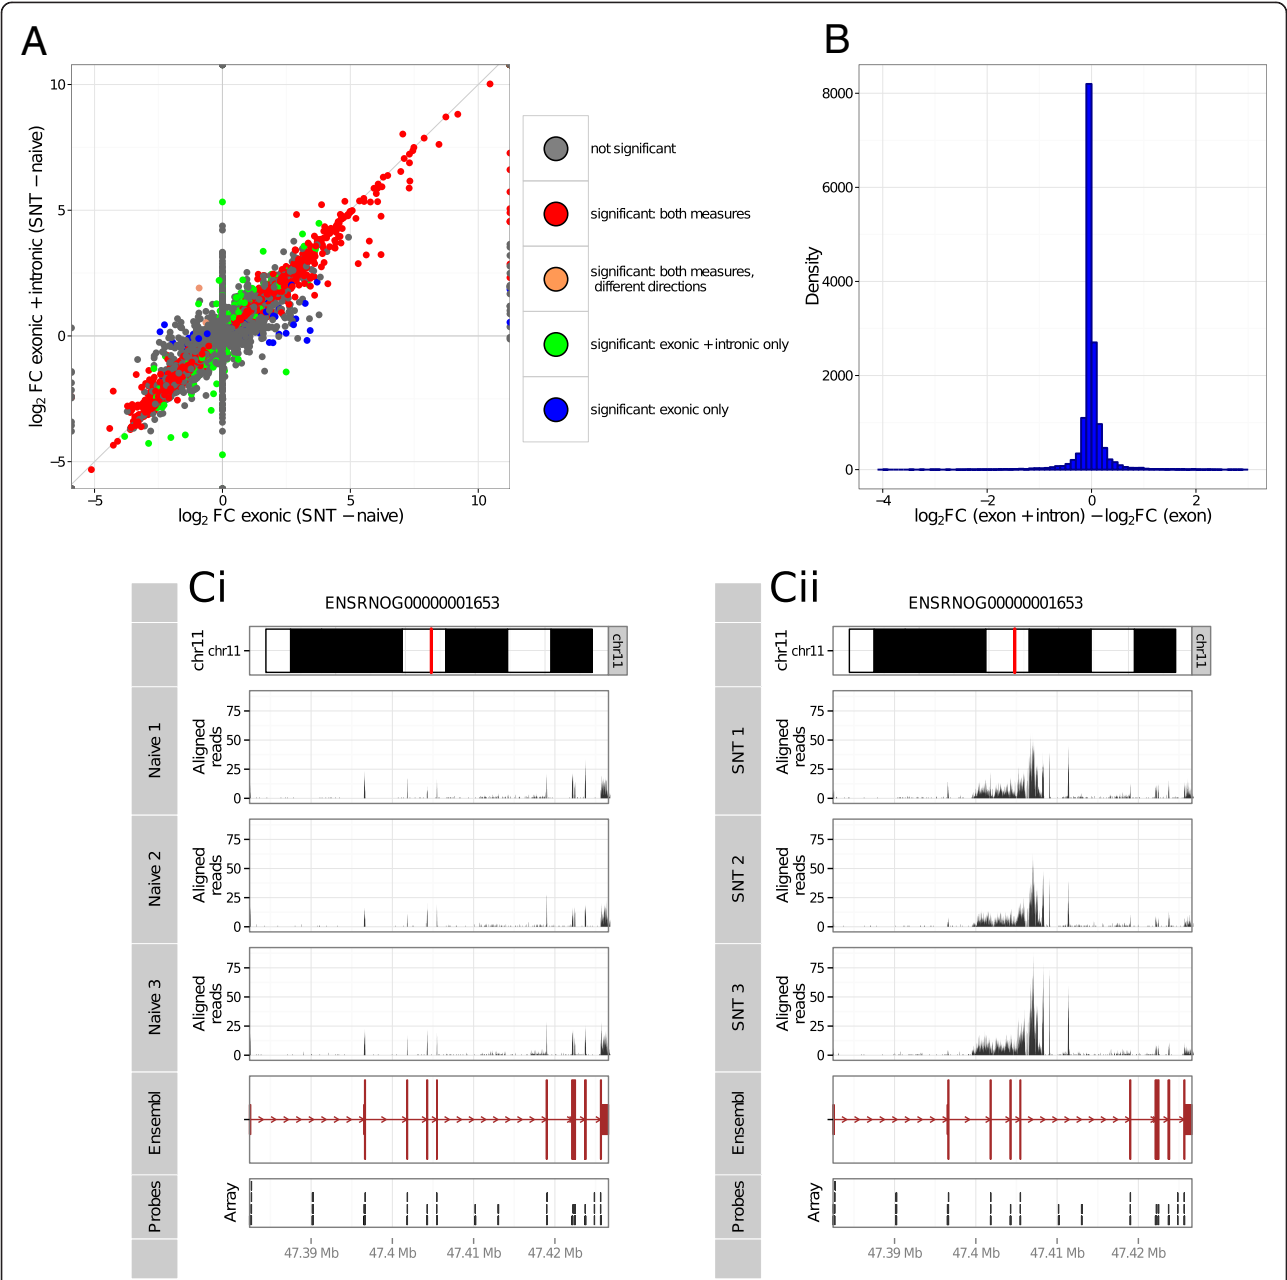 A
log2 FC exonic +intronic (SNT −naive)
10
5
0
−5
−5 0 5 10
log2 FC exonic (SNT −naive)
not significant
significant: both measures
significant: both measures,
different directions
significant: exonic +intronic only
significant: exonic only
B
Density
8000
6000
4000
2000
0
−4 −2 0 2
log2FC (exon +intron) −log2FC (exon)
Ci
ENSRNOG00000001653
chr11 chr11 chr11
Naive 1
Aligned
reads
75
50
25
0
Naive 2
Aligned
reads
75
50
25
0
Naive 3
Aligned
reads
75
50
25
0
Ensembl
Probes
Array
47.39 Mb 47.4 Mb 47.41 Mb 47.42 Mb
Cii
ENSRNOG00000001653
chr11 chr11 chr11
SNT 1
Aligned
reads
75
50
25
0
SNT 2
Aligned
reads
75
50
25
0
SNT 3
Aligned
reads
75
50
25
0
Ensembl
Probes
Array
47.39 Mb 47.4 Mb 47.41 Mb 47.42 Mb